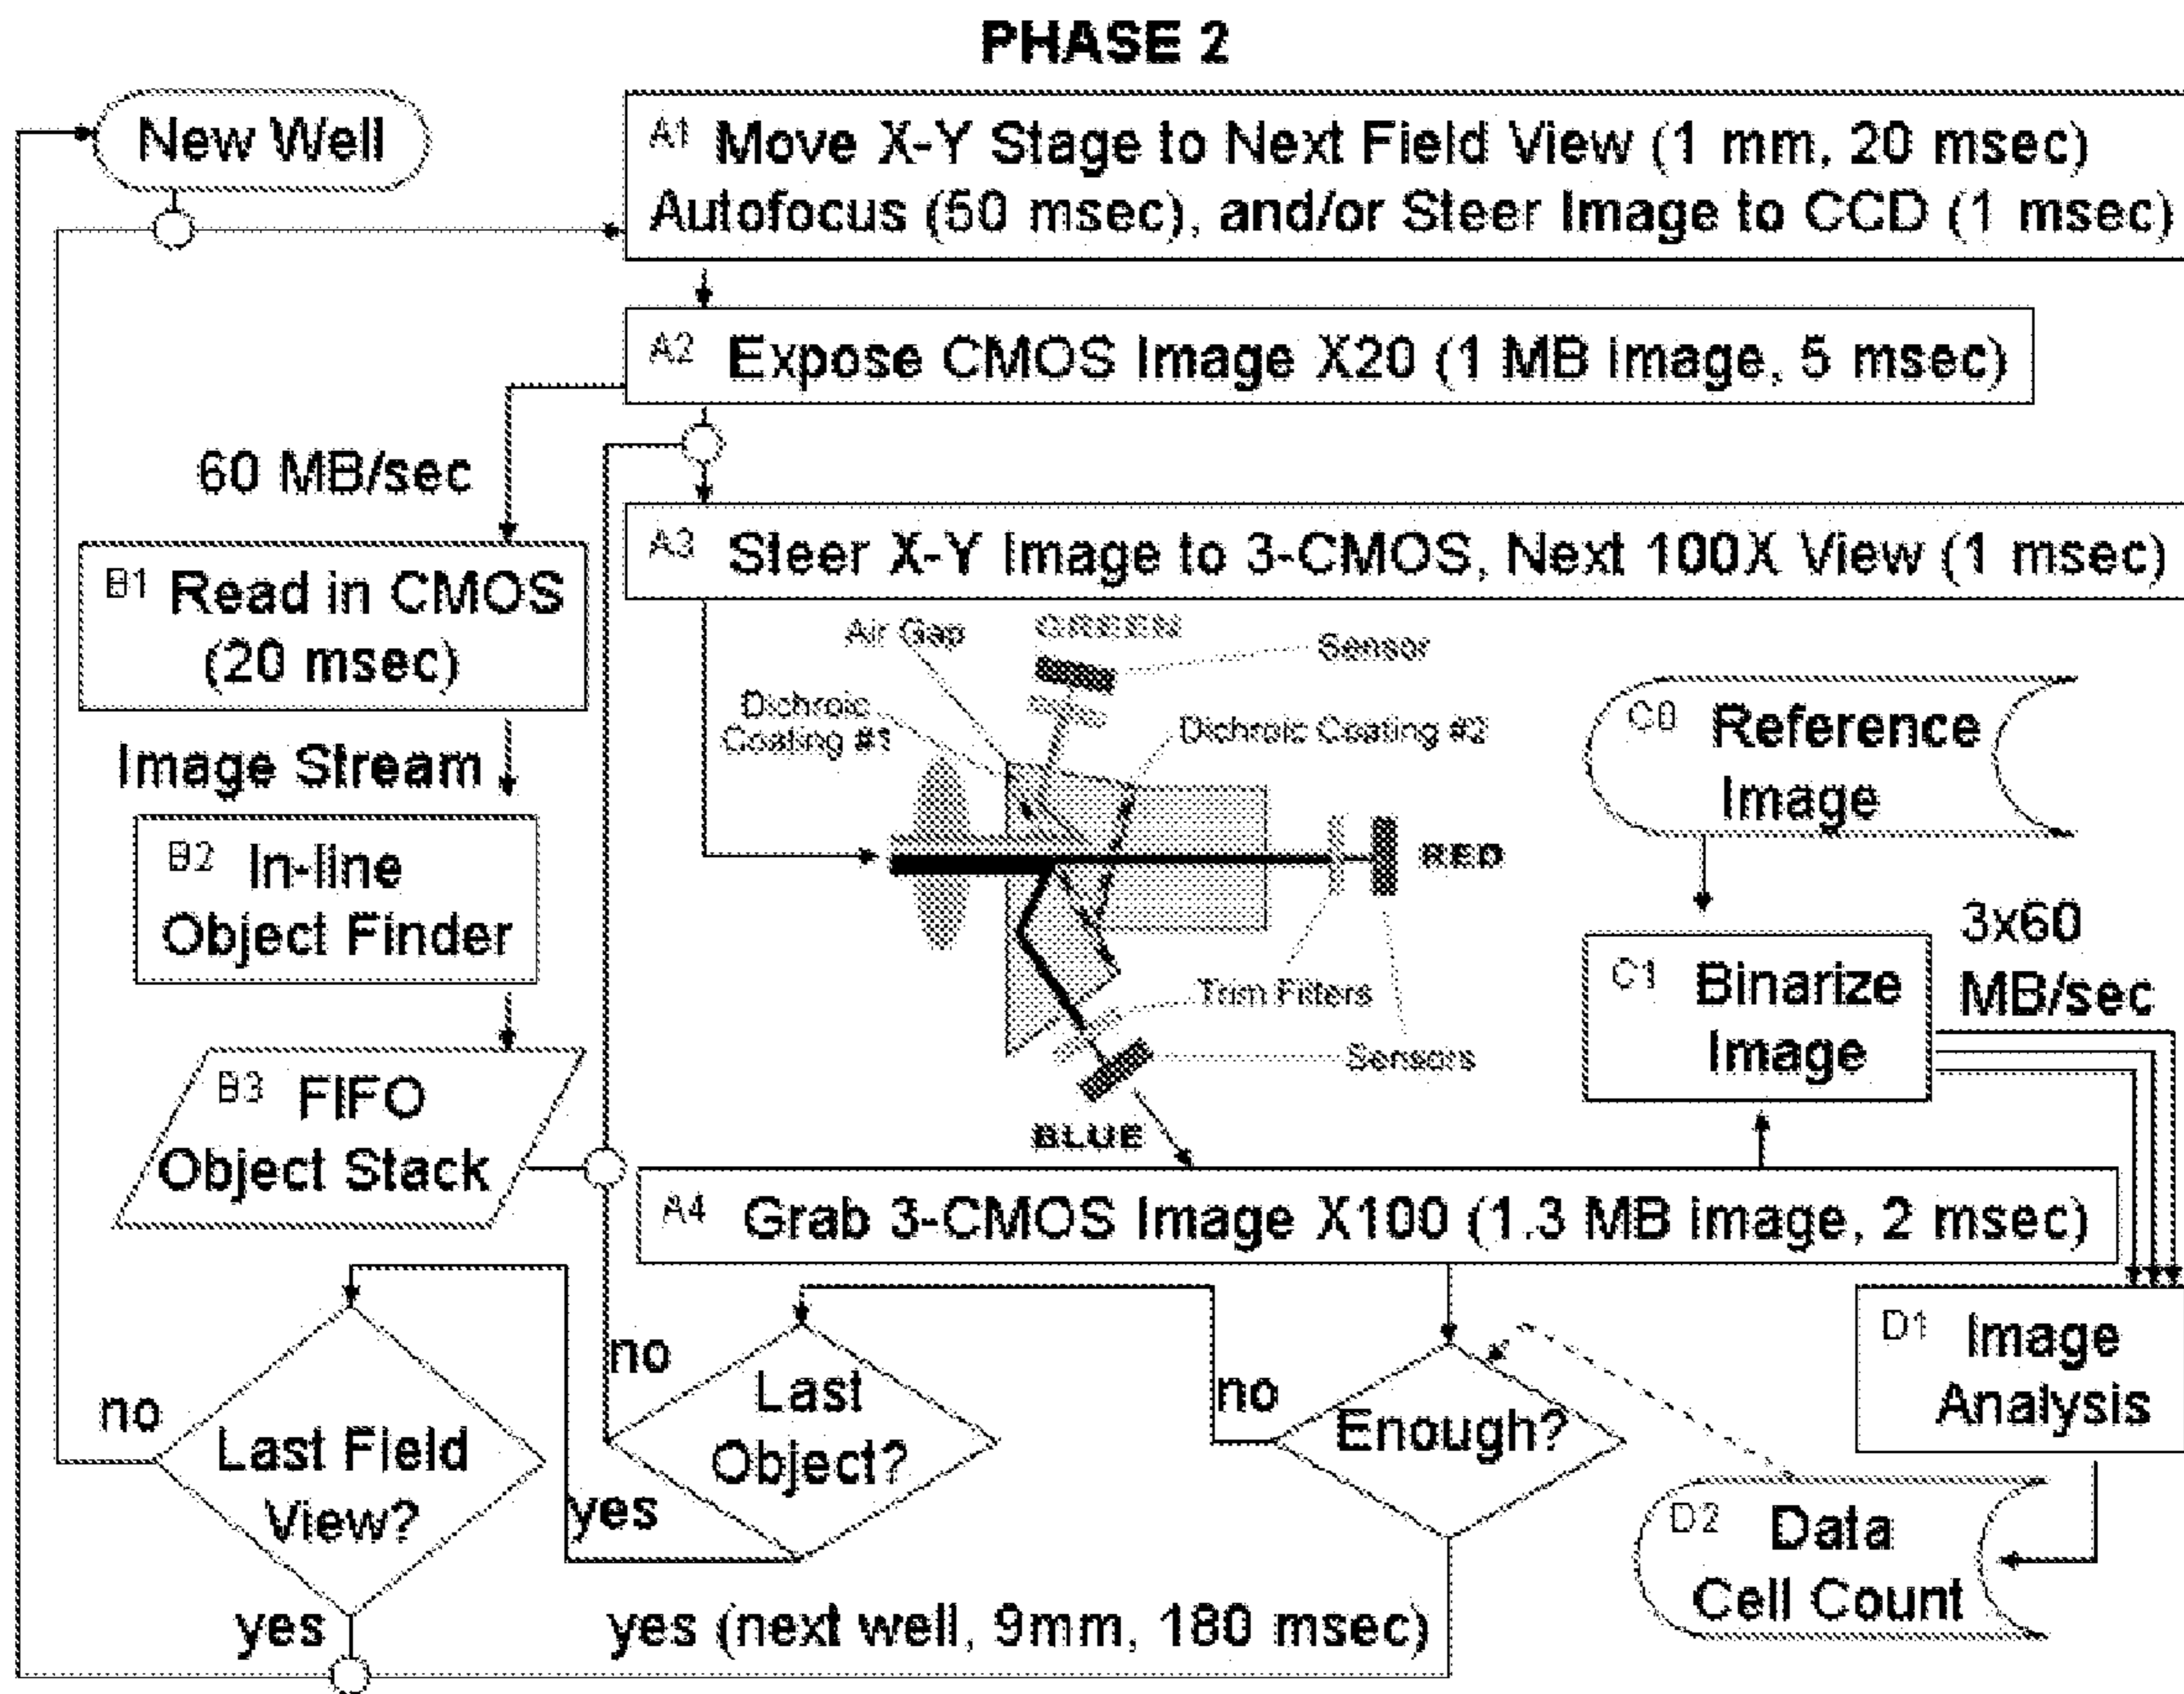 PHASE 2
New Well
A1 Move X-Y Stage to Next Field View (1 mm, 20 msec)
Autofocus (50 msec), and/or Steer Image to CCD (1 msec)
A2 Expose CMOS Image X20 (1 MB image, 5 msec)
60 MB/sec
A3 Steer X-Y Image to 3-CMOS, Next 100X View (1 msec)
B1 Read in CMOS
(20 msec)
Air Gap
GREEN
Sensor
Dichroic
Coating #1
Dichroic Coating #2
C0 Reference
Image
Image Stream
B2 In-line
Object Finder
RED
3x60
MB/sec
C1 Binarize
Image
Trim Filters
Sensors
B3 FIFO
Object Stack
BLUE
A4 Grab 3-CMOS Image X100 (1.3 MB image, 2 msec)
no
Last Field
View?
no
Last
Object?
no
Enough?
D1 Image
Analysis
yes
D2 Data
Cell Count
yes
yes (next well, 9mm, 180 msec)